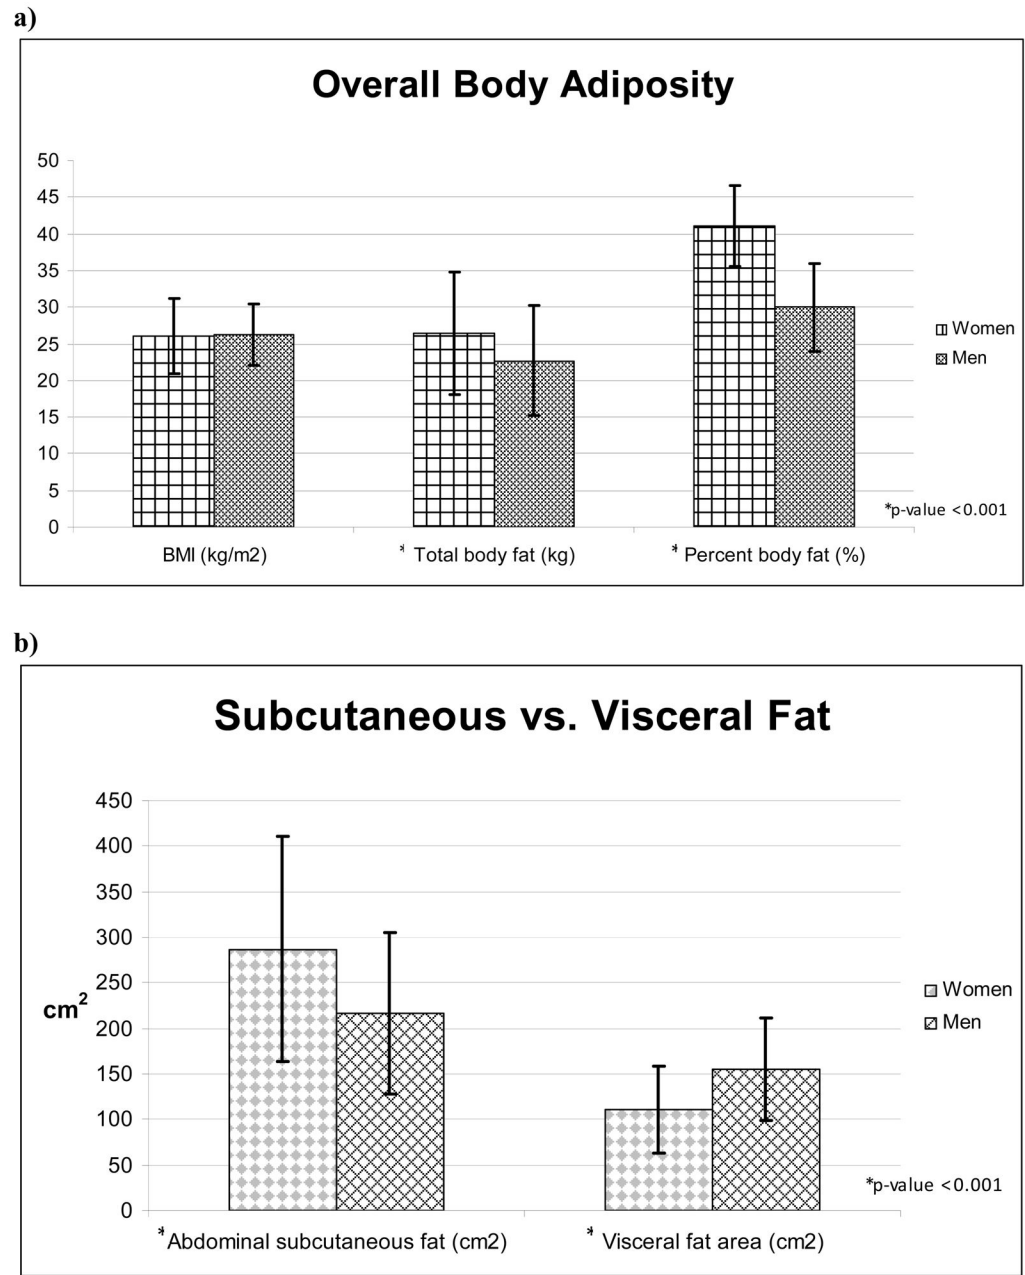 a)
Overall Body Adiposity
50
45
40
35
30
25
20
15
10
5
0
Women
Men
*p-value <0.001
BMI (kg/m2)
* Total body fat (kg)
* Percent body fat (%)
b)
Subcutaneous vs. Visceral Fat
450
400
350
300
250
200
150
100
50
0
cm²
Women
Men
*p-value <0.001
*Abdominal subcutaneous fat (cm2)
* Visceral fat area (cm2)